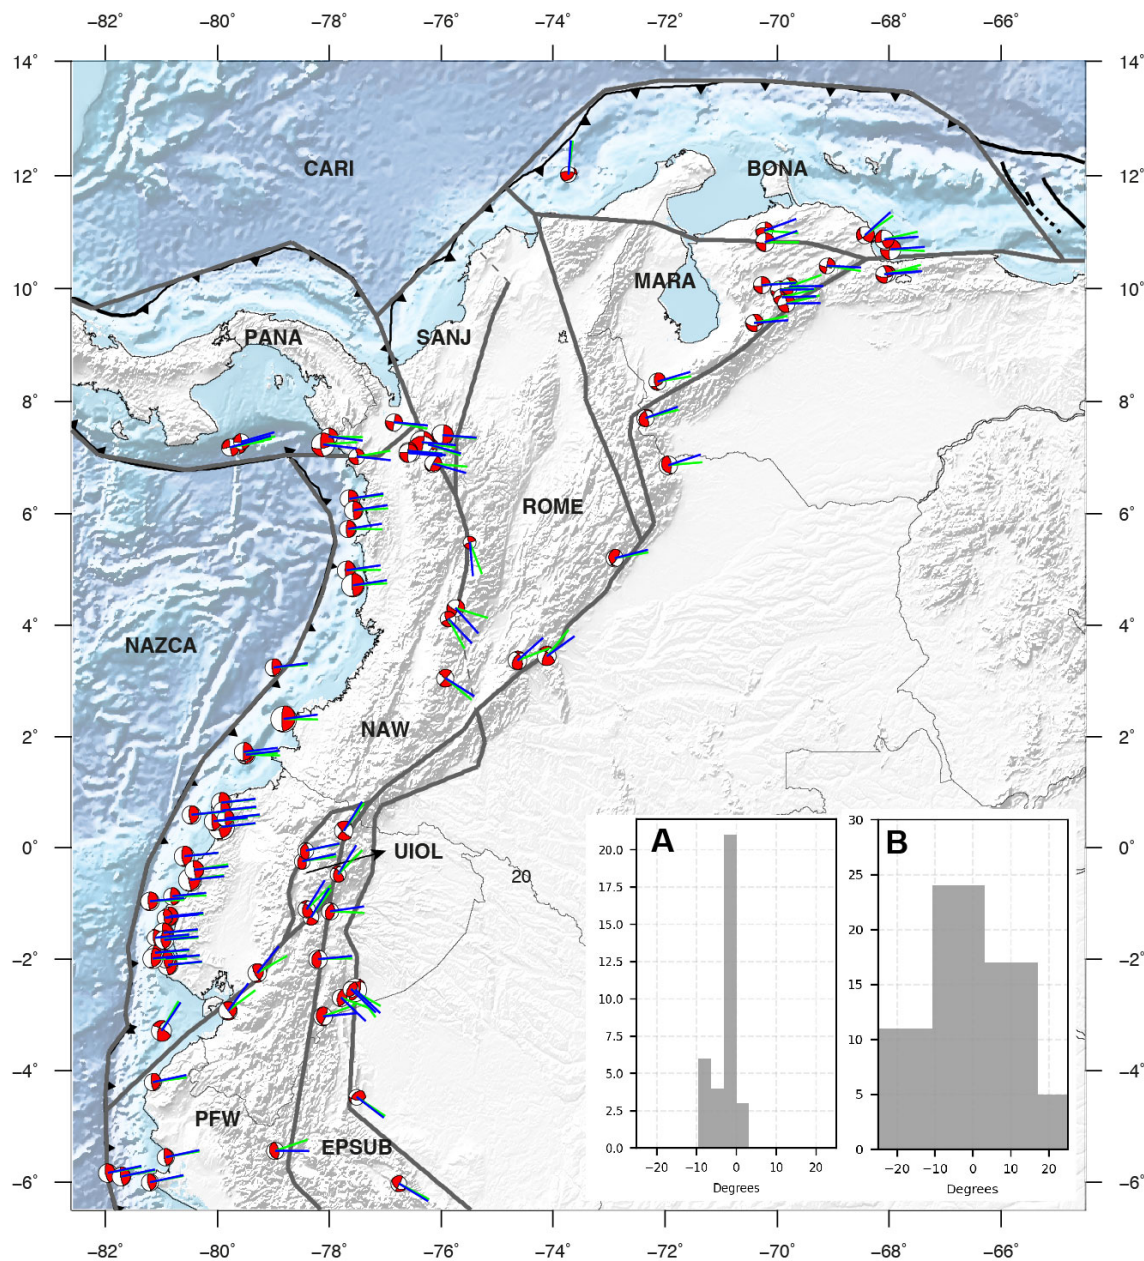 −82° −80° −78° −76° −74° −72° −70° −68° −66°
14° 14°
12° 12°
10° 10°
8° 8°
6° 6°
4° 4°
2° 2°
0° 0°
−2° −2°
−4° −4°
−6° −6°
CARI
BONA
MARA
PANA
SANJ
ROME
NAZCA
NAW
UIOL
20
PFW
EPSUB
A
20.0
17.5
15.0
12.5
10.0
7.5
5.0
2.5
0.0
−20 −10 0 10 20
Degrees
B
30
25
20
15
10
5
0
−20 −10 0 10 20
Degrees
−82° −80° −78° −76° −74° −72° −70° −68° −66°